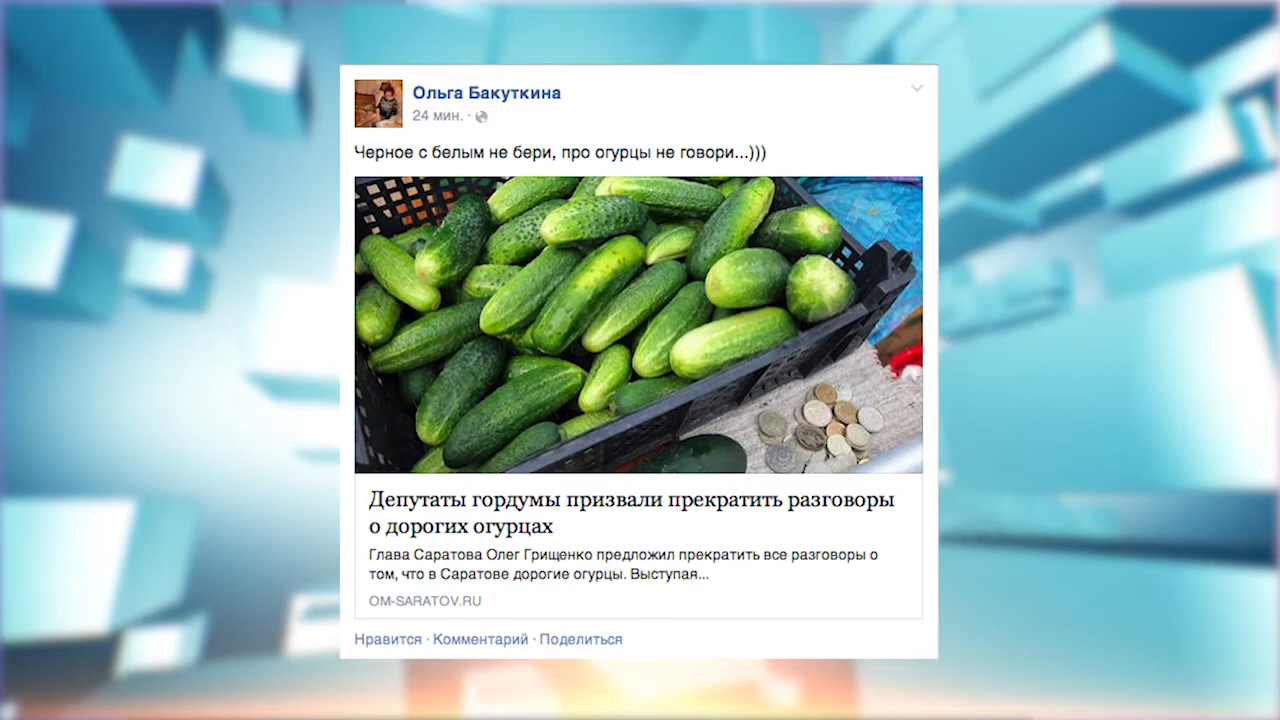 Ольга Бакуткина
24 мин. ·
Черное с белым не бери, про огурцы не говори...)))
Депутаты гордумы призвали прекратить разговоры
о дорогих огурцах
Глава Саратова Олег Грищенко предложил прекратить все разговоры о
том, что в Саратове дорогие огурцы. Выступая...
OM-SARATOV.RU
Нравится · Комментарий · Поделиться